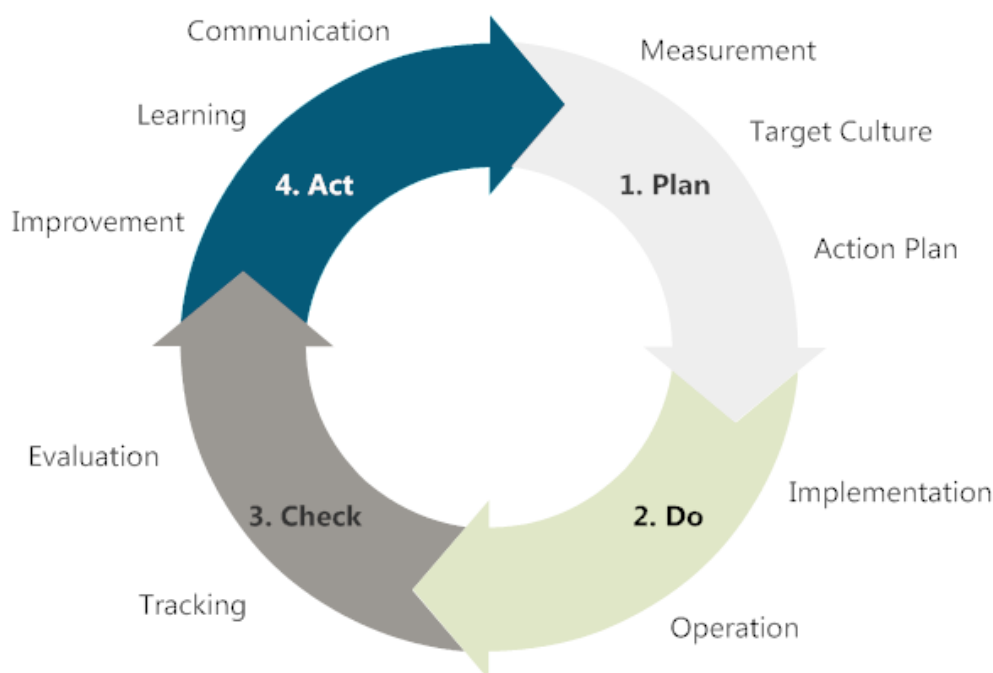 Communication
Measurement
Learning
Target Culture
4. Act
1. Plan
Improvement
Action Plan
Evaluation
Implementation
3. Check
2. Do
Tracking
Operation